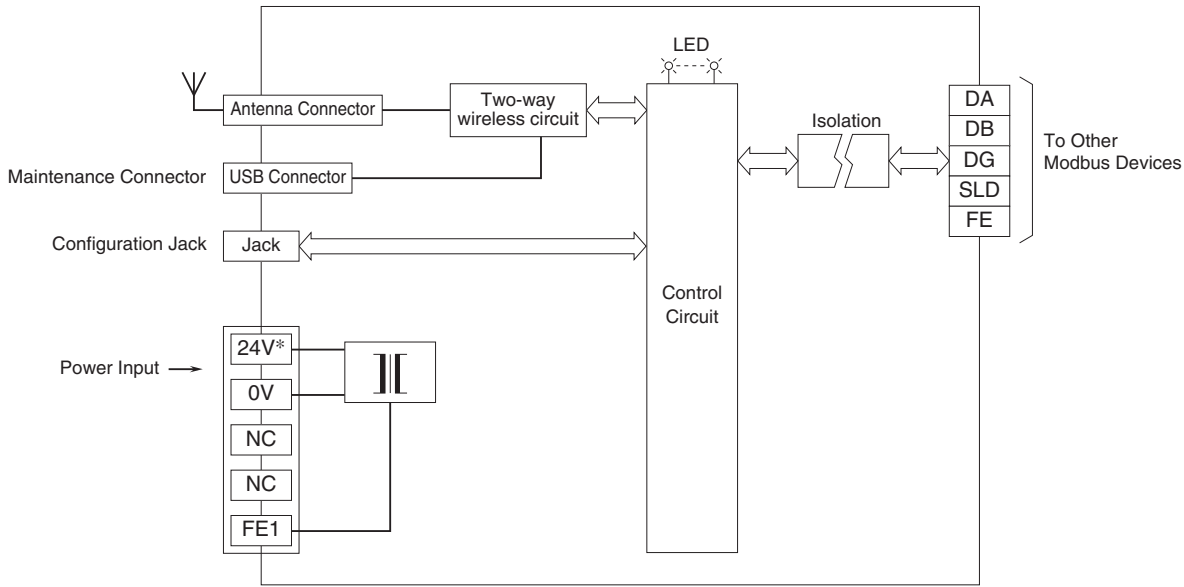 LED
Antenna Connector
Two-way
wireless circuit
Maintenance Connector
USB Connector
Configuration Jack
Jack
Control
Circuit
Isolation
DA
DB
DG
SLD
FE
To Other
Modbus Devices
Power Input
24V*
0V
NC
NC
FE1